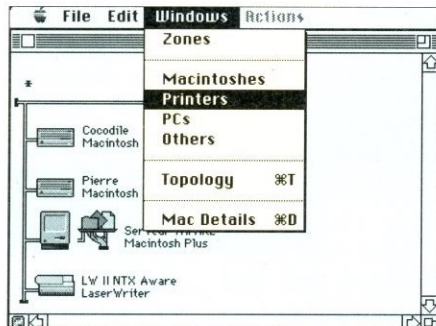 File Edit Windows Actions
Zones
Macintoshes
Printers
PCs
Others
Topology ⌘T
Mac Details ⌘D
*
Cocodile
Macintosh
Pierre
Macintosh
Macintosh Plus
LW II NTX Aware
LaserWriter